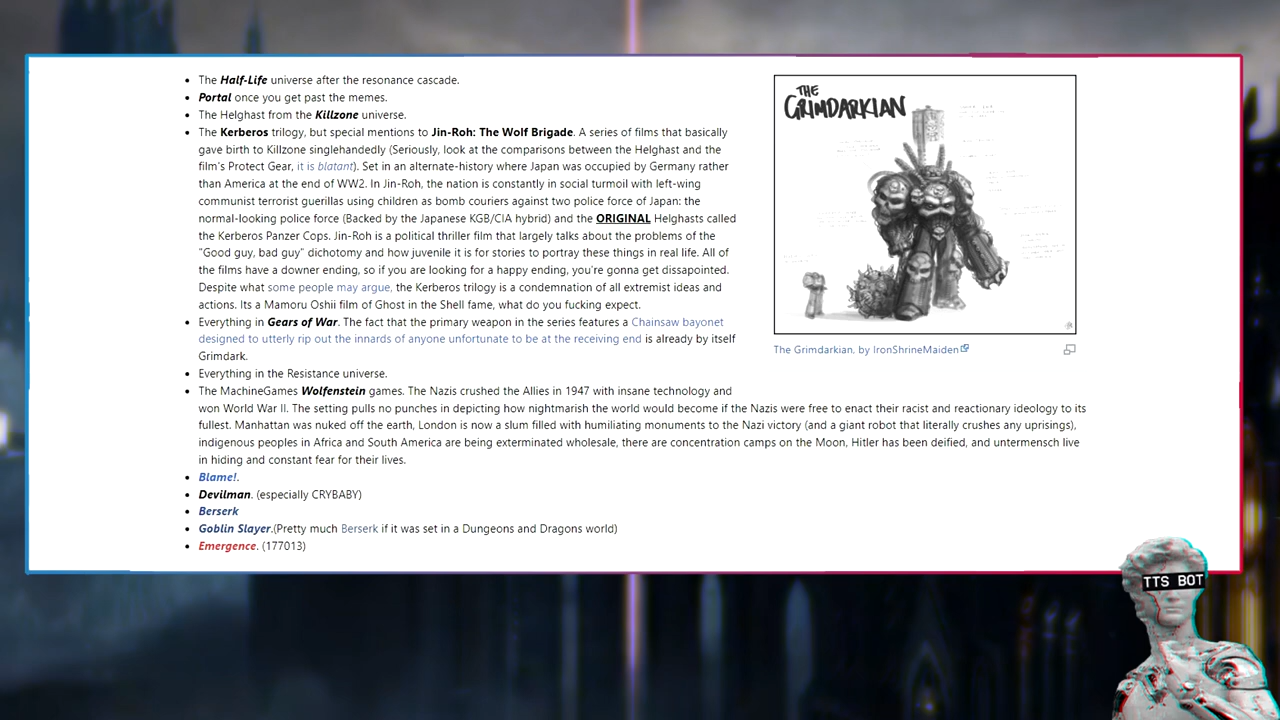 The Half-Life universe after the resonance cascade.
Portal once you get past the memes.
The Helghast from the Killzone universe.
The Kerberos trilogy, but special mentions to Jin-Roh: The Wolf Brigade. A series of films that basically
gave birth to Killzone singlehandedly (Seriously, look at the comparisons between the Helghast and the
film's Protect Gear, it is blatant). Set in an alternate-history where Japan was occupied by Germany rather
than America at the end of WW2. In Jin-Roh, the nation is constantly in social turmoil with left-wing
communist terrorist guerillas using children as bomb couriers against two police force of Japan: the
normal-looking police force (Backed by the Japanese KGB/CIA hybrid) and the ORIGINAL Helghasts called
the Kerberos Panzer Cops. Jin-Roh is a political thriller film that largely talks about the problems of the
"Good guy, bad guy" dichotomy and how juvenile it is for stories to portray these things in real life. All of
the films have a downer ending, so if you are looking for a happy ending, you're gonna get dissapointed.
Despite what some people may argue, the Kerberos trilogy is a condemnation of all extremist ideas and
actions. Its a Mamoru Oshii film of Ghost in the Shell fame, what do you fucking expect.
Everything in Gears of War. The fact that the primary weapon in the series features a Chainsaw bayonet
designed to utterly rip out the innards of anyone unfortunate to be at the receiving end is already by itself
Grimdark.
Everything in the Resistance universe.
The MachineGames Wolfenstein games. The Nazis crushed the Allies in 1947 with insane technology and
won World War II. The setting pulls no punches in depicting how nightmarish the world would become if the Nazis were free to enact their racist and reactionary ideology to its
fullest. Manhattan was nuked off the earth, London is now a slum filled with humiliating monuments to the Nazi victory (and a giant robot that literally crushes any uprisings),
indigenous peoples in Africa and South America are being exterminated wholesale, there are concentration camps on the Moon, Hitler has been deified, and untermensch live
in hiding and constant fear for their lives.
Blame!.
Devilman. (especially CRYBABY)
Berserk
Goblin Slayer.(Pretty much Berserk if it was set in a Dungeons and Dragons world)
Emergence. (177013)
THE
GRIMDARKIAN
The Grimdarkian, by IronShrineMaiden
TTS BOT